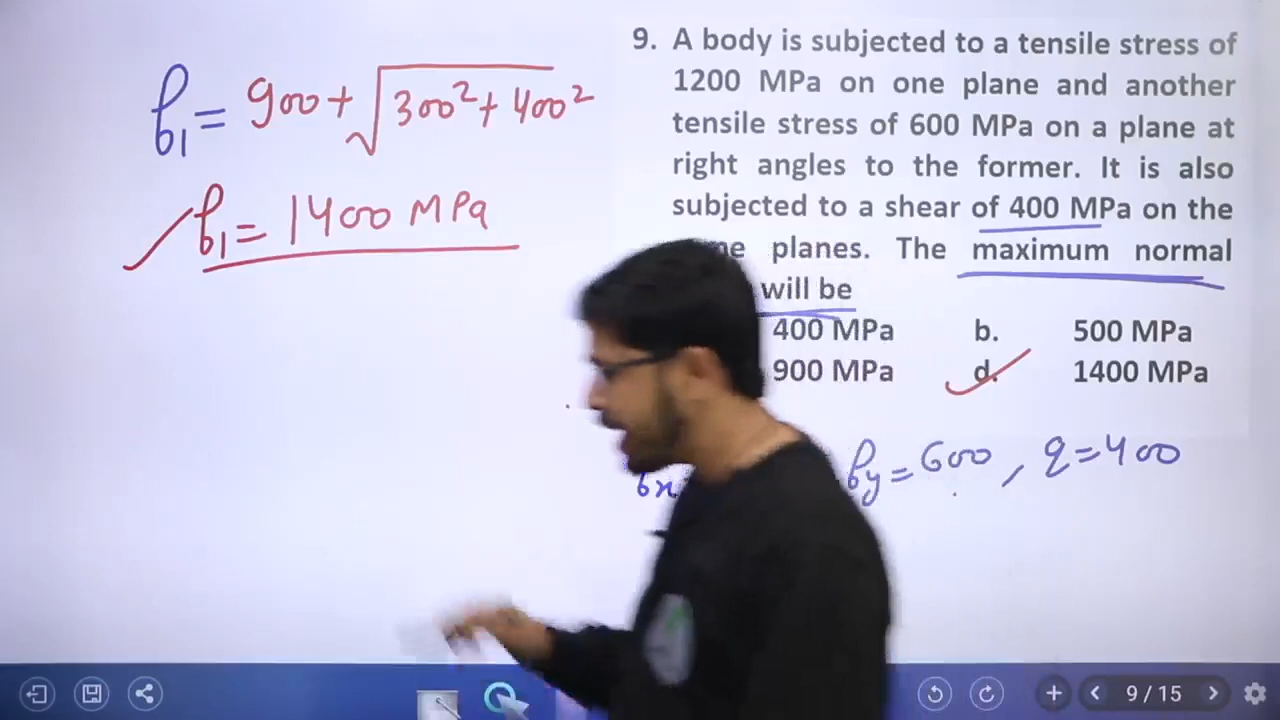 f₁ = 900 + √300² + 400²
f₁ = 1400 MPa
9. A body is subjected to a tensile stress of
1200 MPa on one plane and another
tensile stress of 600 MPa on a plane at
right angles to the former. It is also
subjected to a shear of 400 MPa on the
planes. The maximum normal
will be
400 MPa b. 500 MPa
900 MPa d. 1400 MPa
fy = 600 , q = 400
9 / 15